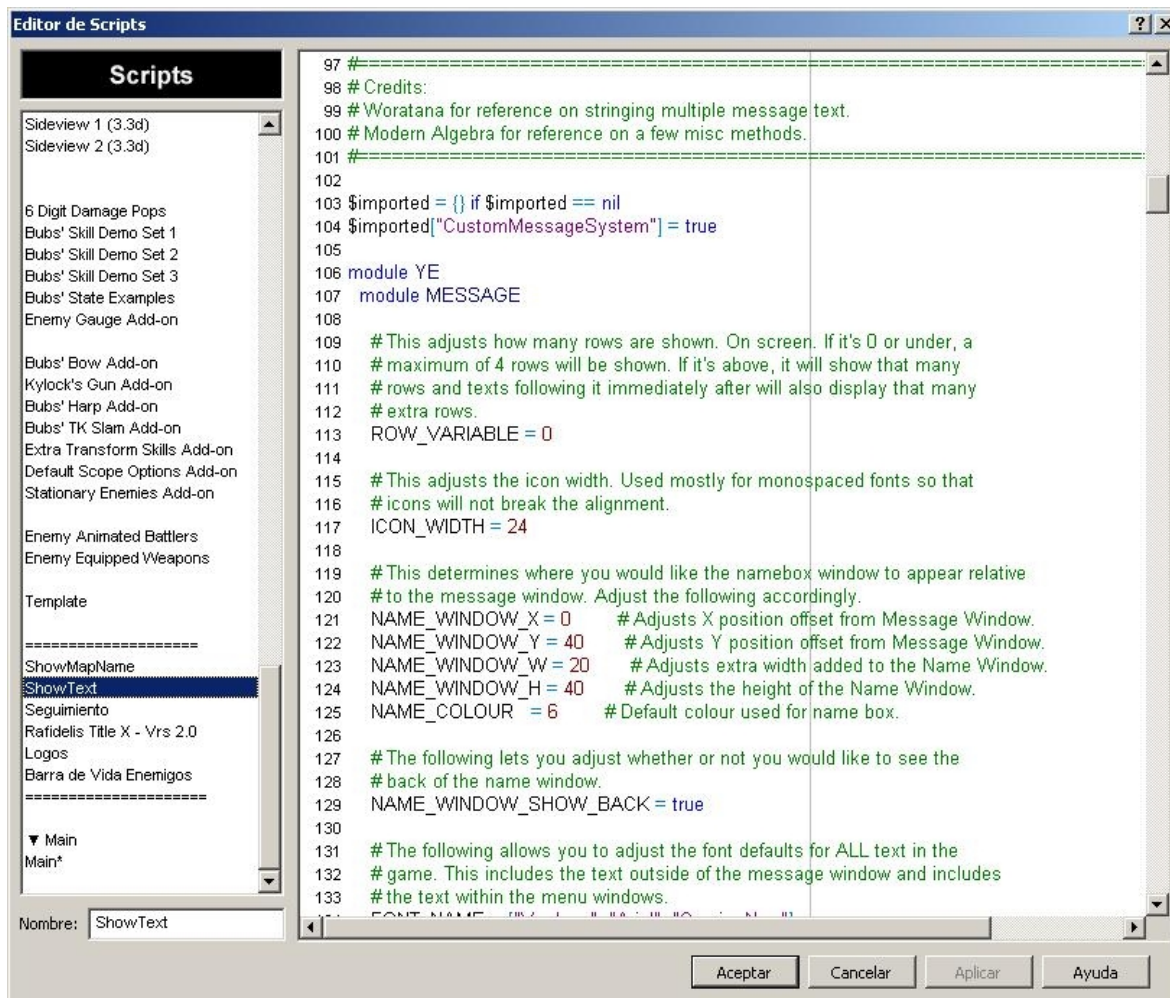 Editor de Scripts
Scripts
Sideview 1 (3.3d)
Sideview 2 (3.3d)
6 Digit Damage Pops
Bubs' Skill Demo Set 1
Bubs' Skill Demo Set 2
Bubs' Skill Demo Set 3
Bubs' State Examples
Enemy Gauge Add-on
Bubs' Bow Add-on
Kylock's Gun Add-on
Bubs' Harp Add-on
Bubs' TK Slam Add-on
Extra Transform Skills Add-on
Default Scope Options Add-on
Stationary Enemies Add-on
Enemy Animated Battlers
Enemy Equipped Weapons
Template
====================
ShowMapName
ShowText
Seguimiento
Rafidelis Title X - Vrs 2.0
Logos
Barra de Vida Enemigos
=====================
▼ Main
Main*
Nombre: ShowText
97 #===========================================================================
98 # Credits:
99 # Woratana for reference on stringing multiple message text.
100 # Modern Algebra for reference on a few misc methods.
101 #===========================================================================
102
103 $imported = {} if $imported == nil
104 $imported["CustomMessageSystem"] = true
105
106 module YE
107 module MESSAGE
108
109 # This adjusts how many rows are shown. On screen. If it's 0 or under, a
110 # maximum of 4 rows will be shown. If it's above, it will show that many
111 # rows and texts following it immediately after will also display that many
112 # extra rows.
113 ROW_VARIABLE = 0
114
115 # This adjusts the icon width. Used mostly for monospaced fonts so that
116 # icons will not break the alignment.
117 ICON_WIDTH = 24
118
119 # This determines where you would like the namebox window to appear relative
120 # to the message window. Adjust the following accordingly.
121 NAME_WINDOW_X = 0 # Adjusts X position offset from Message Window.
122 NAME_WINDOW_Y = 40 # Adjusts Y position offset from Message Window.
123 NAME_WINDOW_W = 20 # Adjusts extra width added to the Name Window.
124 NAME_WINDOW_H = 40 # Adjusts the height of the Name Window.
125 NAME_COLOUR = 6 # Default colour used for name box.
126
127 # The following lets you adjust whether or not you would like to see the
128 # back of the name window.
129 NAME_WINDOW_SHOW_BACK = true
130
131 # The following allows you to adjust the font defaults for ALL text in the
132 # game. This includes the text outside of the message window and includes
133 # the text within the menu windows.
Aceptar
Cancelar
Aplicar
Ayuda